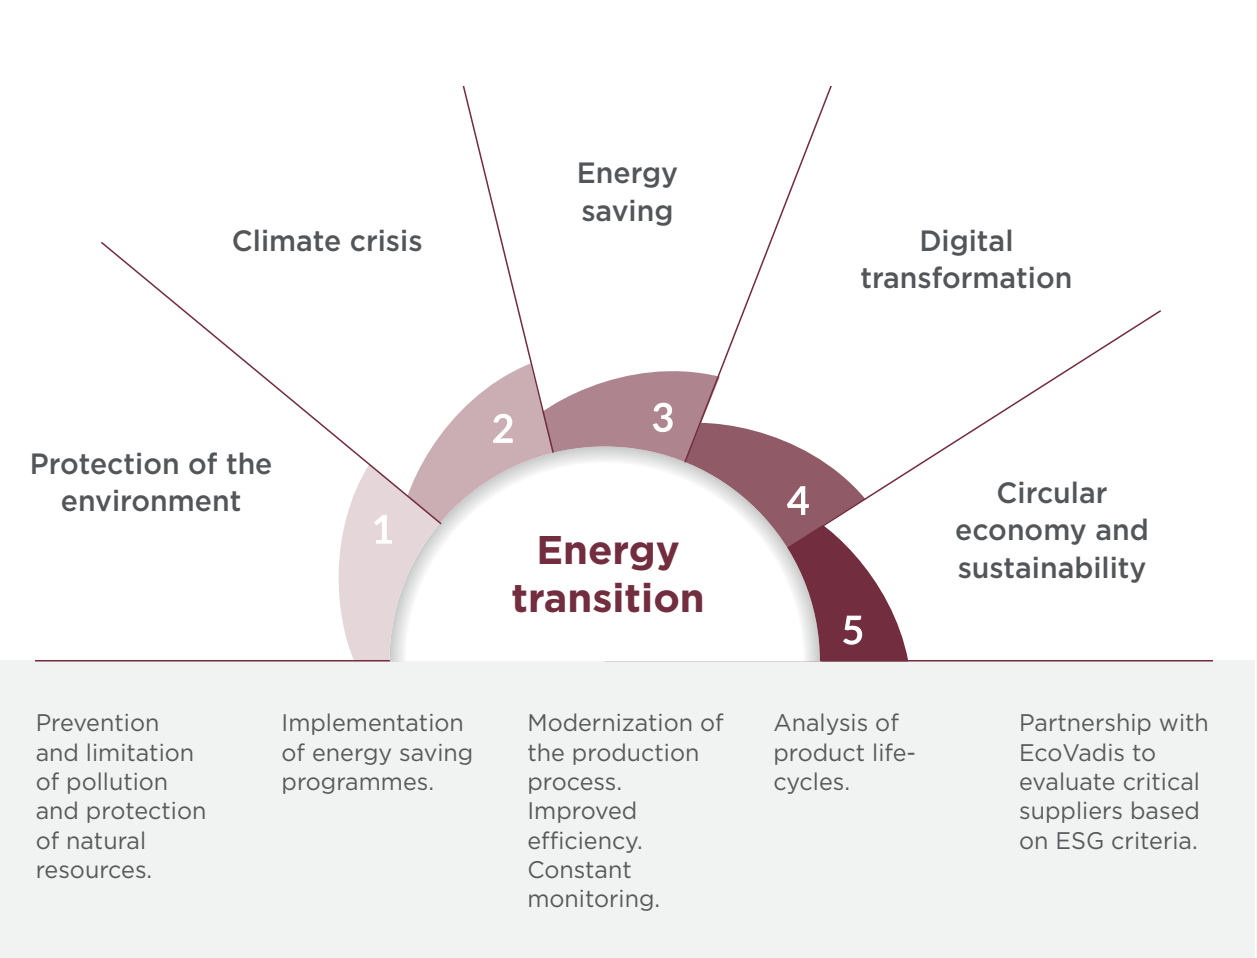 Energy
saving
Climate crisis
Digital
transformation
Protection of the
environment
Circular
economy and
sustainability
1
2
3
4
5
Energy
transition
Prevention
and limitation
of pollution
and protection
of natural
resources.
Implementation
of energy saving
programmes.
Modernization of
the production
process.
Improved
efficiency.
Constant
monitoring.
Analysis of
product life-
cycles.
Partnership with
EcoVadis to
evaluate critical
suppliers based
on ESG criteria.